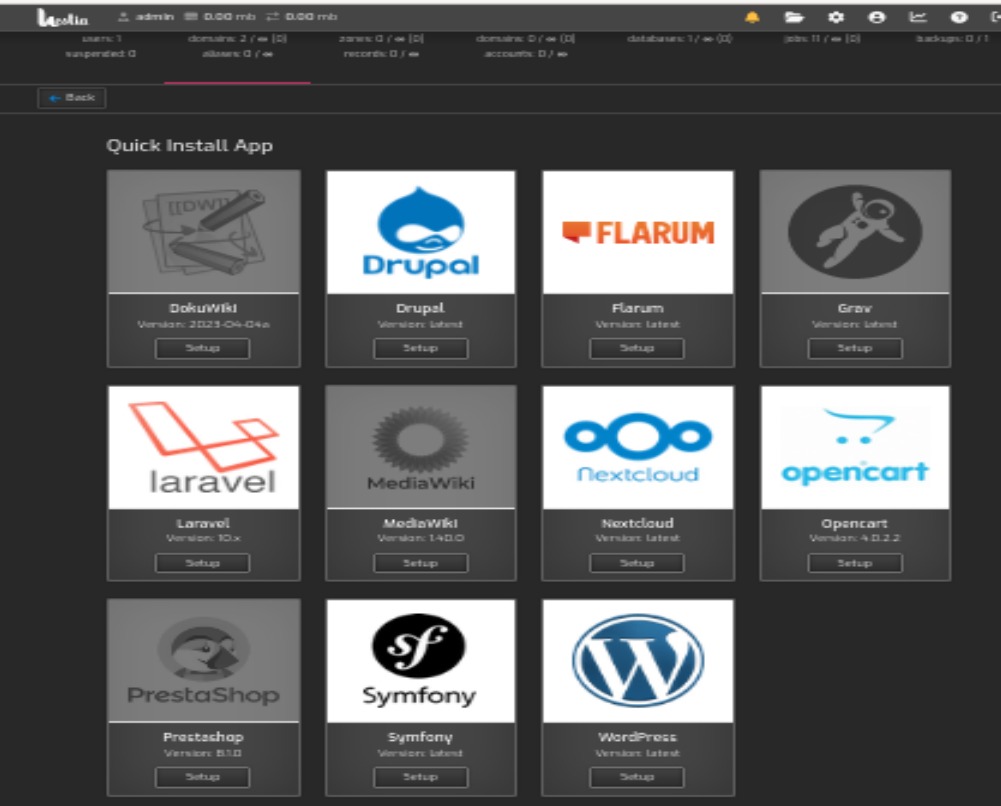 Hestia admin 0.00 mb 0.00 mb
users: 1 domains: 2 / ∞ (0) zones: 0 / ∞ (0) domains: 0 / ∞ (0) databases: 1 / ∞ (0) jobs: 11 / ∞ (0) backups: 0 / 1
suspended: 0 aliases: 0 / ∞ records: 0 / ∞ accounts: 0 / ∞
Back
Quick Install App
[[DW]]
Drupal
FLARUM
DokuWiki Drupal Flarum Grav
Version: 2023-04-04a Version: latest Version: latest Version: latest
Setup Setup Setup Setup
laravel MediaWiki Nextcloud opencart
Laravel MediaWiki Nextcloud Opencart
Version: 10.x Version: 1.40.0 Version: latest Version: 4.0.2.2
Setup Setup Setup Setup
PrestaShop sf Symfony W
Prestashop Symfony WordPress
Version: 8.1.0 Version: latest Version: latest
Setup Setup Setup